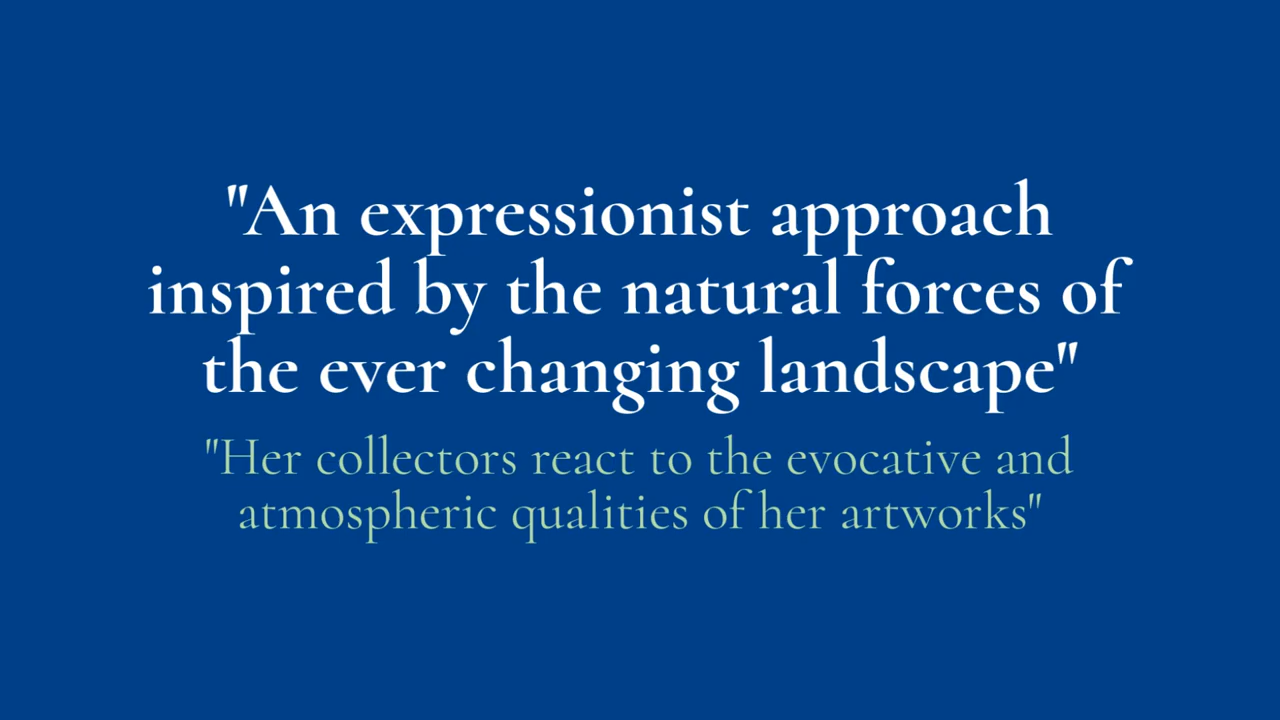 "An expressionist approach
inspired by the natural forces of
the ever changing landscape"
"Her collectors react to the evocative and
atmospheric qualities of her artworks"